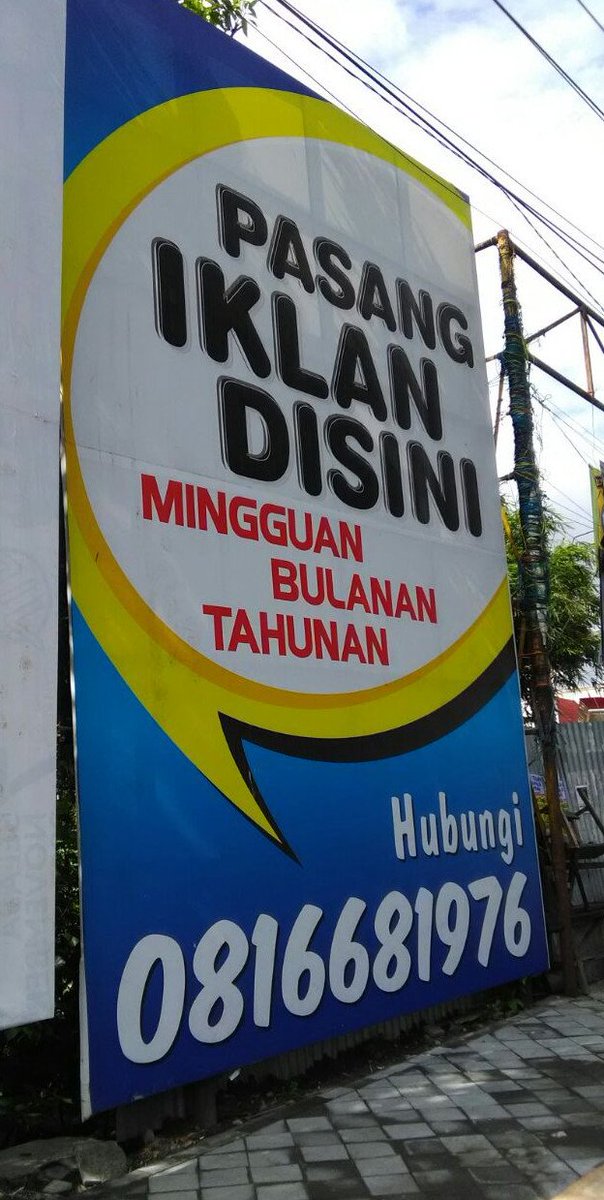 PASANG
IKLAN
DISINI
MINGGUAN
BULANAN
TAHUNAN
Hubungi
0816681976